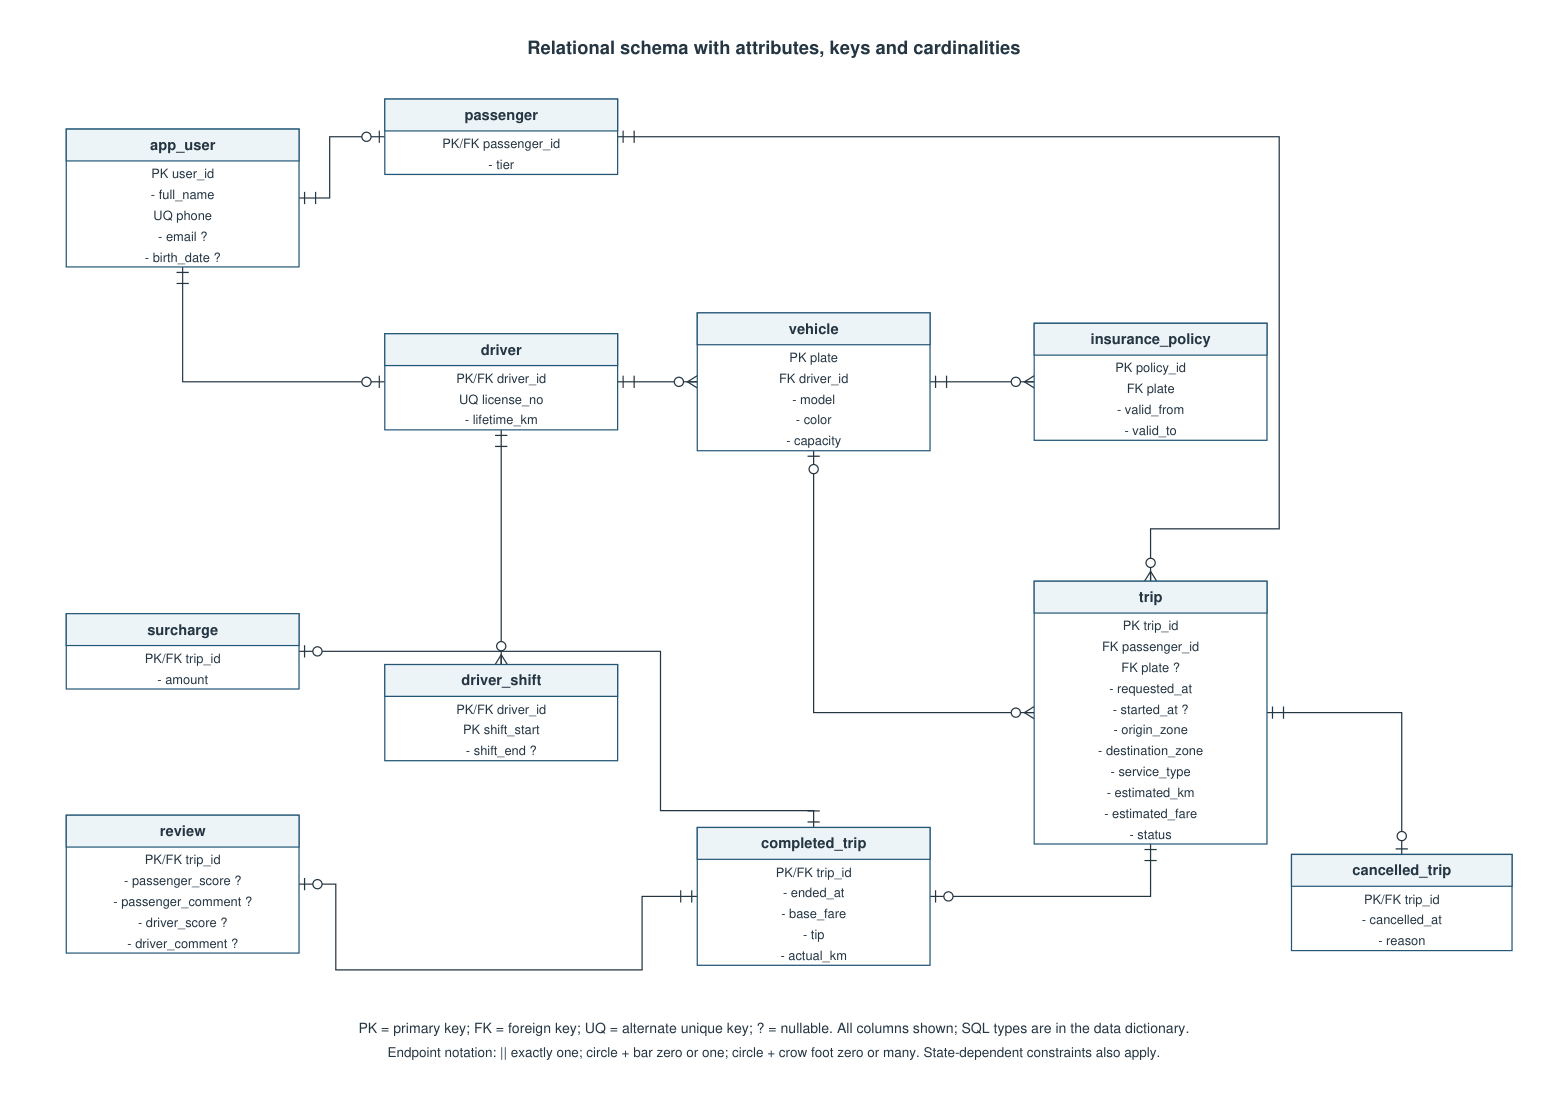 Relational schema with attributes, keys and cardinalities
passenger
PK/FK passenger_id
- tier
app_user
PK user_id
- full_name
UQ phone
- email ?
- birth_date ?
driver
PK/FK driver_id
UQ license_no
- lifetime_km
vehicle
PK plate
FK driver_id
- model
- color
- capacity
insurance_policy
PK policy_id
FK plate
- valid_from
- valid_to
surcharge
PK/FK trip_id
- amount
driver_shift
PK/FK driver_id
PK shift_start
- shift_end ?
trip
PK trip_id
FK passenger_id
FK plate ?
- requested_at
- started_at ?
- origin_zone
- destination_zone
- service_type
- estimated_km
- estimated_fare
- status
review
PK/FK trip_id
- passenger_score ?
- passenger_comment ?
- driver_score ?
- driver_comment ?
completed_trip
PK/FK trip_id
- ended_at
- base_fare
- tip
- actual_km
cancelled_trip
PK/FK trip_id
- cancelled_at
- reason
PK = primary key; FK = foreign key; UQ = alternate unique key; ? = nullable. All columns shown; SQL types are in the data dictionary.
Endpoint notation: || exactly one; circle + bar zero or one; circle + crow foot zero or many. State-dependent constraints also apply.